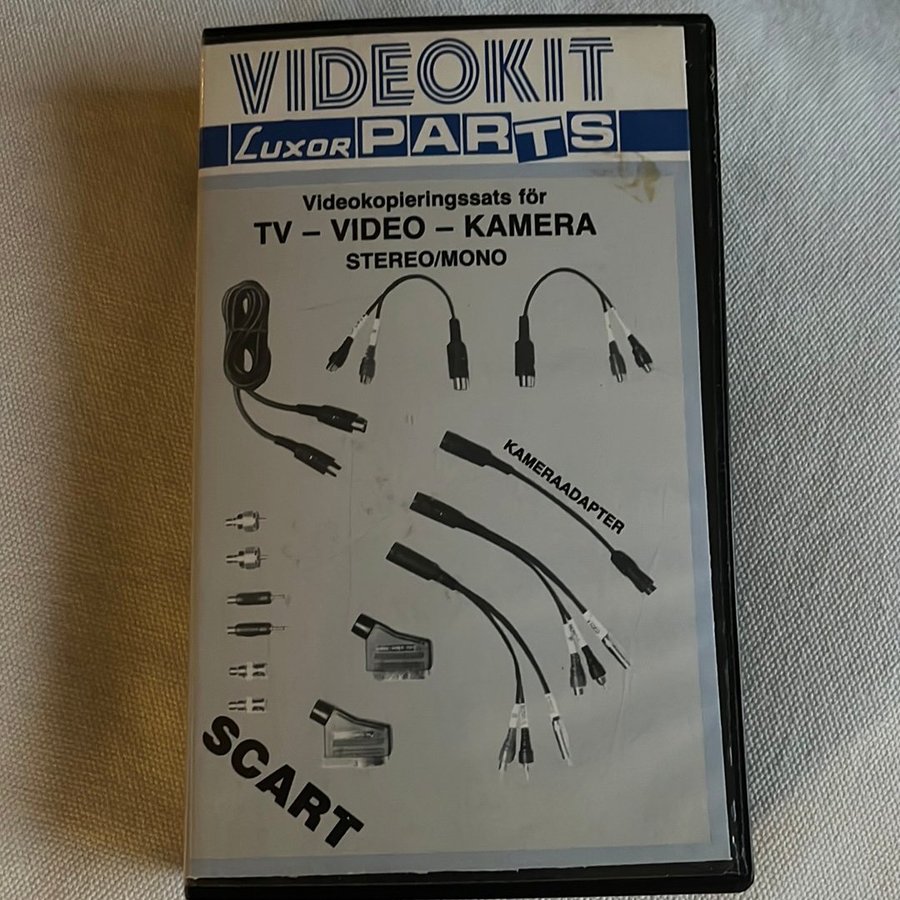 VIDEOKIT
LUXOR PARTS
Videokopieringssats för
TV – VIDEO – KAMERA
STEREO/MONO
KAMERAADAPTER
SCART